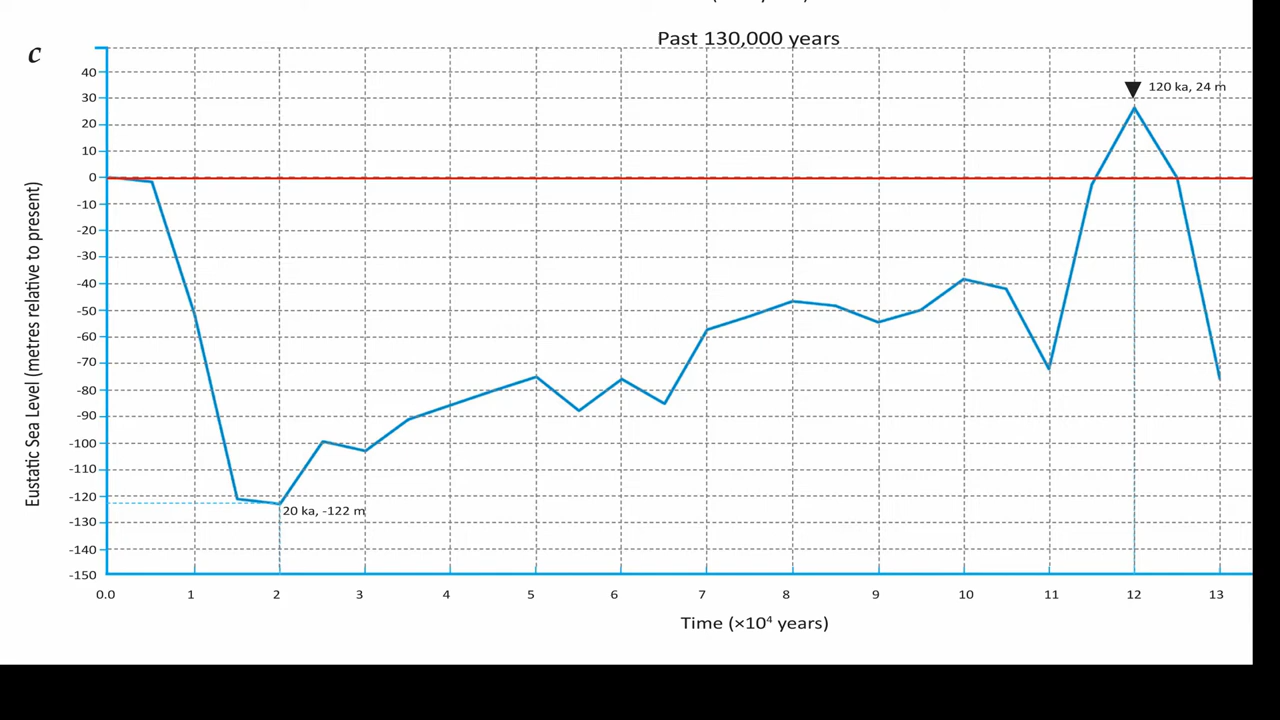 Past 130,000 years
c
120 ka, 24 m
40
30
20
10
0
-10
-20
-30
-40
-50
-60
-70
-80
-90
-100
-110
-120
-130
-140
-150
Eustatic Sea Level (metres relative to present)
20 ka, -122 m
0.0 1 2 3 4 5 6 7 8 9 10 11 12 13
Time (×10⁴ years)